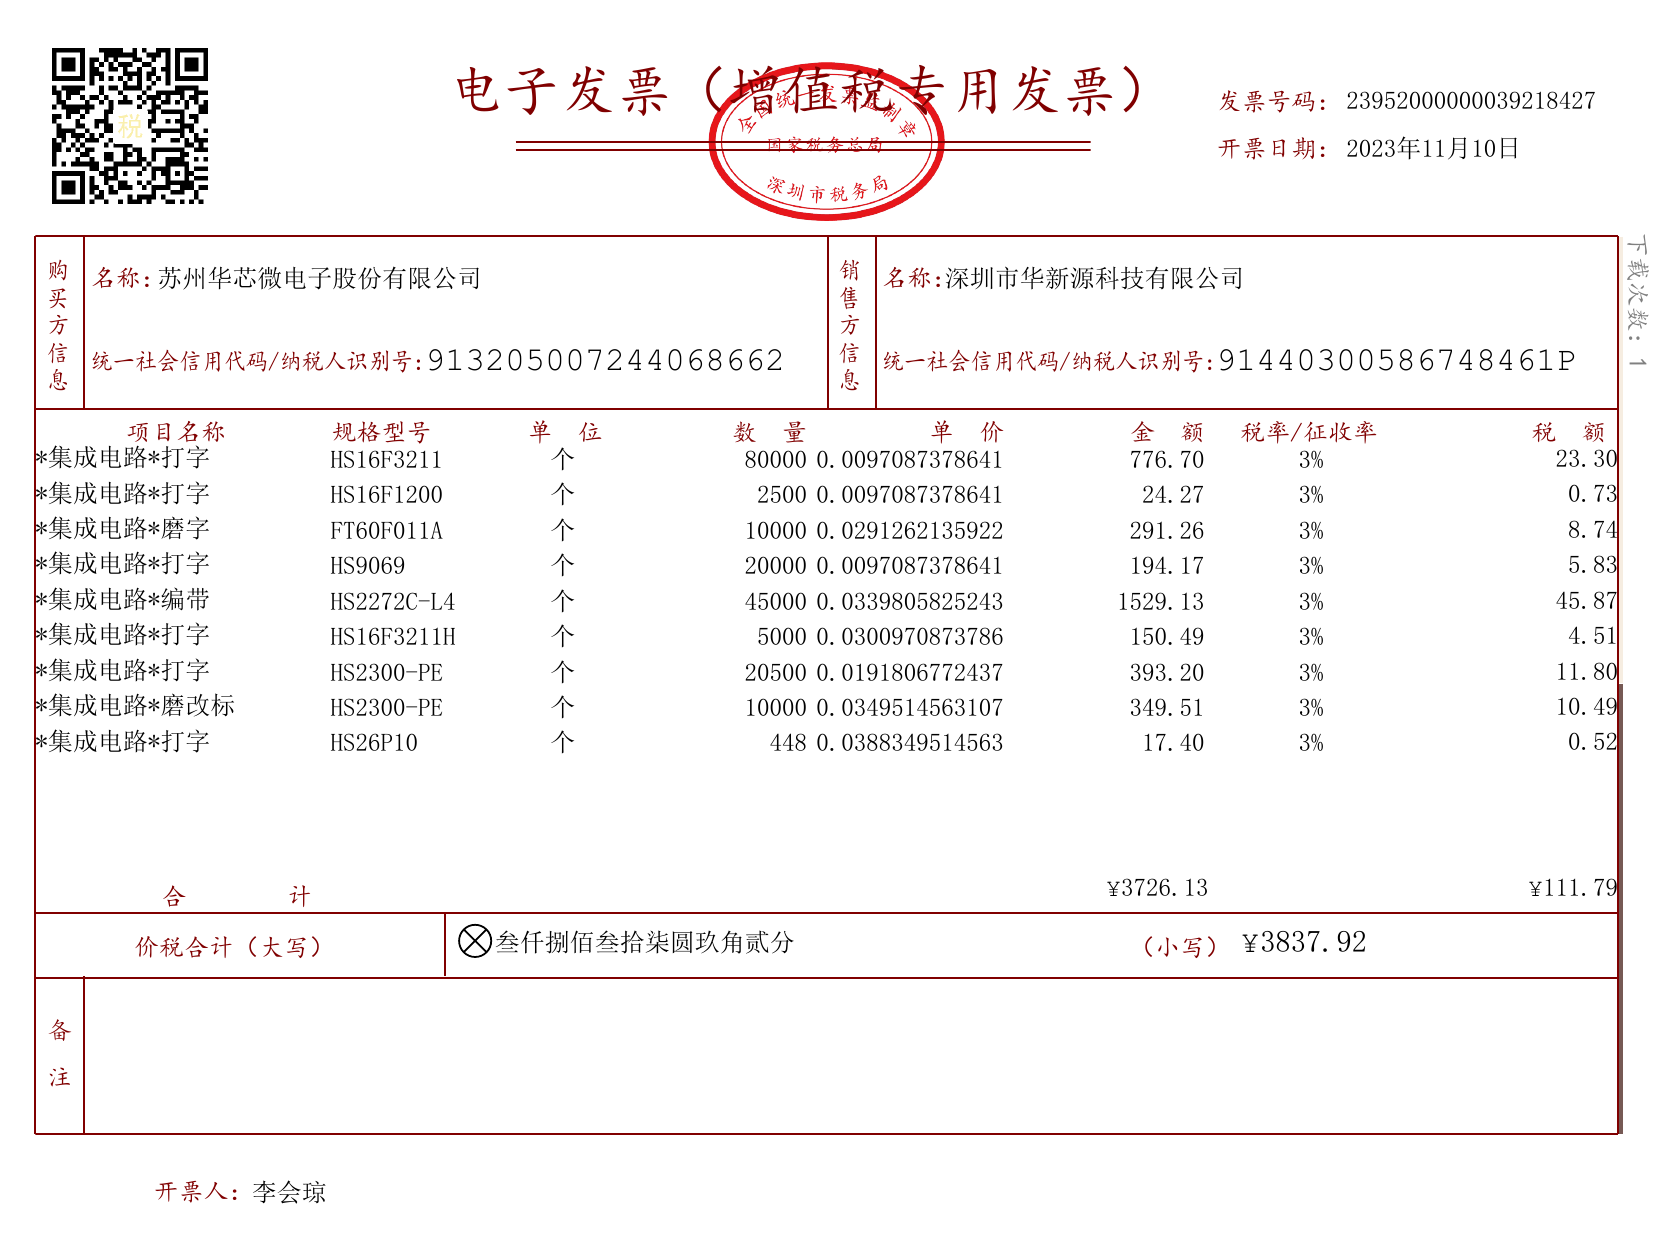 税
电子发票（增值税专用发票）
全国统一发票监制章
国家税务总局
深圳市税务局
发票号码：23952000000039218427
开票日期：2023年11月10日
下载次数：1
购买方信息
名称：苏州华芯微电子股份有限公司
统一社会信用代码/纳税人识别号：913205007244068662
销售方信息
名称：深圳市华新源科技有限公司
统一社会信用代码/纳税人识别号：91440300586748461P
项目名称 规格型号 单 位 数 量 单 价 金 额 税率/征收率 税 额
*集成电路*打字 HS16F3211 个 80000 0.0097087378641 776.70 3% 23.30
*集成电路*打字 HS16F1200 个 2500 0.0097087378641 24.27 3% 0.73
*集成电路*磨字 FT60F011A 个 10000 0.0291262135922 291.26 3% 8.74
*集成电路*打字 HS9069 个 20000 0.0097087378641 194.17 3% 5.83
*集成电路*编带 HS2272C-L4 个 45000 0.0339805825243 1529.13 3% 45.87
*集成电路*打字 HS16F3211H 个 5000 0.0300970873786 150.49 3% 4.51
*集成电路*打字 HS2300-PE 个 20500 0.0191806772437 393.20 3% 11.80
*集成电路*磨改标 HS2300-PE 个 10000 0.0349514563107 349.51 3% 10.49
*集成电路*打字 HS26P10 个 448 0.0388349514563 17.40 3% 0.52
合 计 ¥3726.13 ¥111.79
价税合计（大写） ⊗叁仟捌佰叁拾柒圆玖角贰分 （小写） ¥3837.92
备注
开票人：李会琼